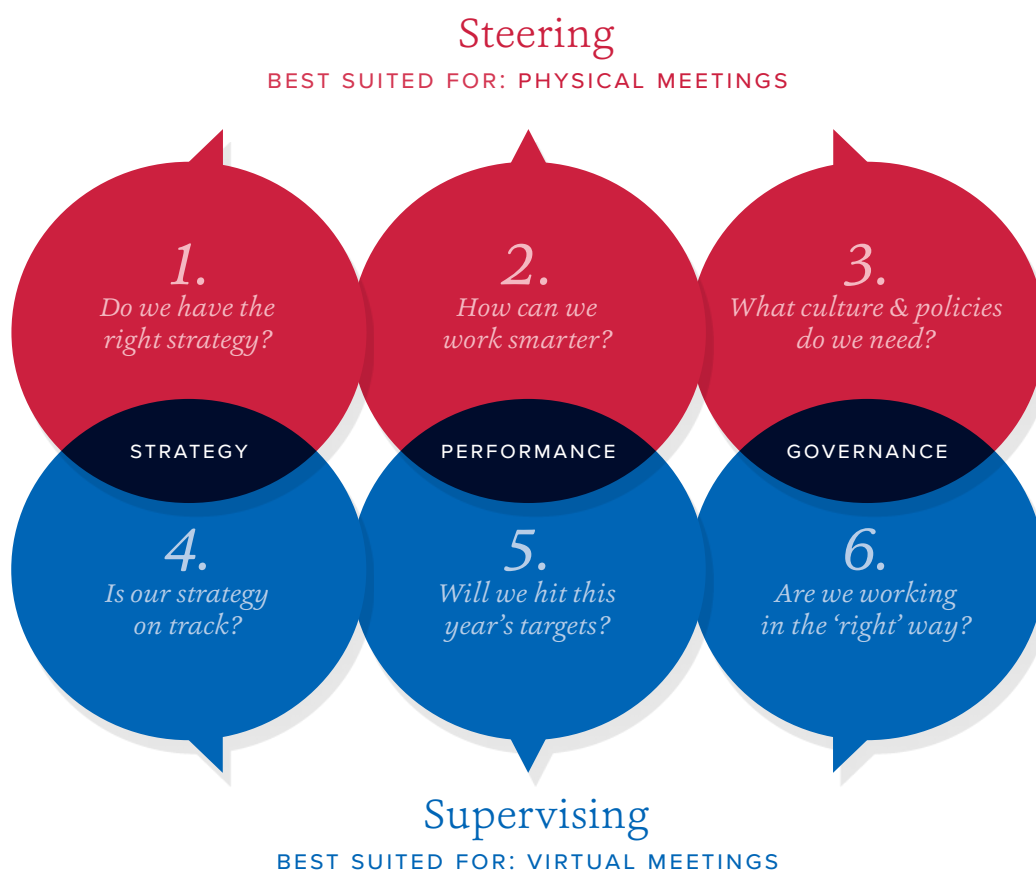 Steering
BEST SUITED FOR: PHYSICAL MEETINGS
1.
Do we have the
right strategy?
2.
How can we
work smarter?
3.
What culture & policies
do we need?
STRATEGY
PERFORMANCE
GOVERNANCE
4.
Is our strategy
on track?
5.
Will we hit this
year’s targets?
6.
Are we working
in the ‘right’ way?
Supervising
BEST SUITED FOR: VIRTUAL MEETINGS